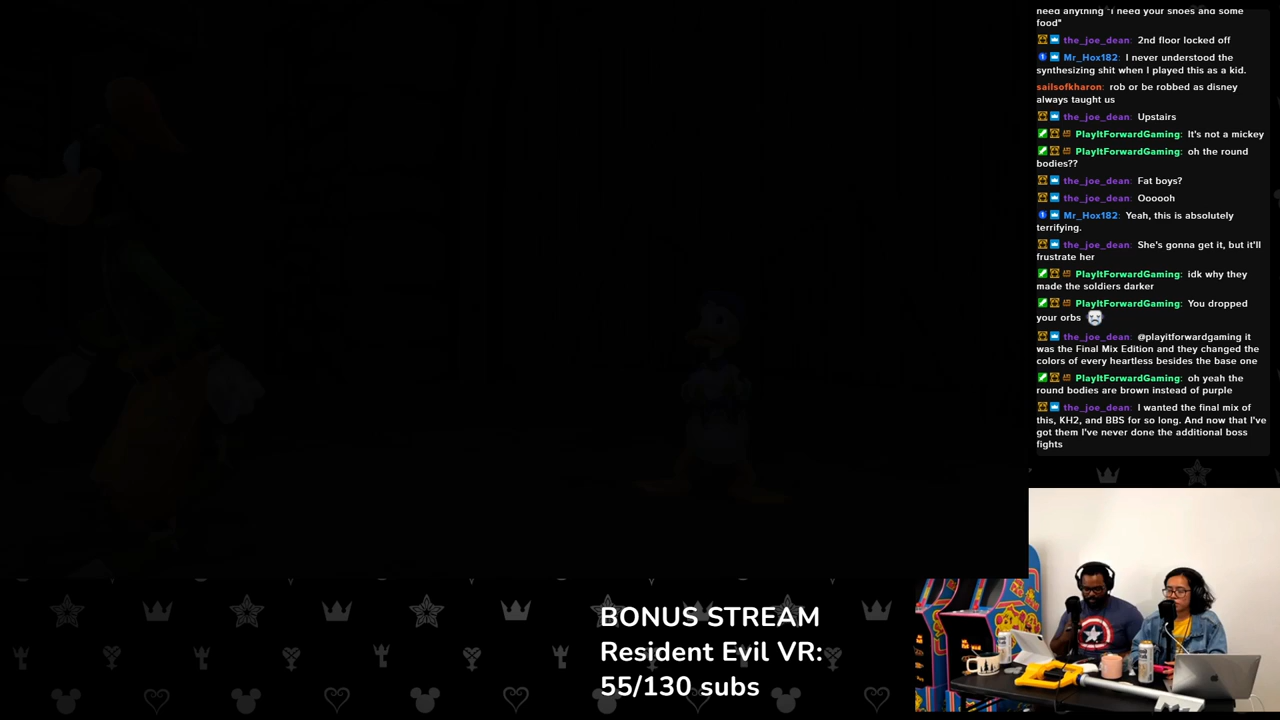 need anything "I need your shoes and some
food"
the_joe_dean: 2nd floor locked off
Mr_Hox182: I never understood the
synthesizing shit when I played this as a kid.
sailsofkharon: rob or be robbed as disney
always taught us
the_joe_dean: Upstairs
PlayItForwardGaming: It's not a mickey
PlayItForwardGaming: oh the round
bodies??
the_joe_dean: Fat boys?
the_joe_dean: Oooooh
Mr_Hox182: Yeah, this is absolutely
terrifying.
the_joe_dean: She's gonna get it, but it'll
frustrate her
PlayItForwardGaming: idk why they
made the soldiers darker
PlayItForwardGaming: You dropped
your orbs
the_joe_dean: @playitforwardgaming it
was the Final Mix Edition and they changed the
colors of every heartless besides the base one
PlayItForwardGaming: oh yeah the
round bodies are brown instead of purple
the_joe_dean: I wanted the final mix of
this, KH2, and BBS for so long. And now that I've
got them I've never done the additional boss
fights
BONUS STREAM
Resident Evil VR:
55/130 subs